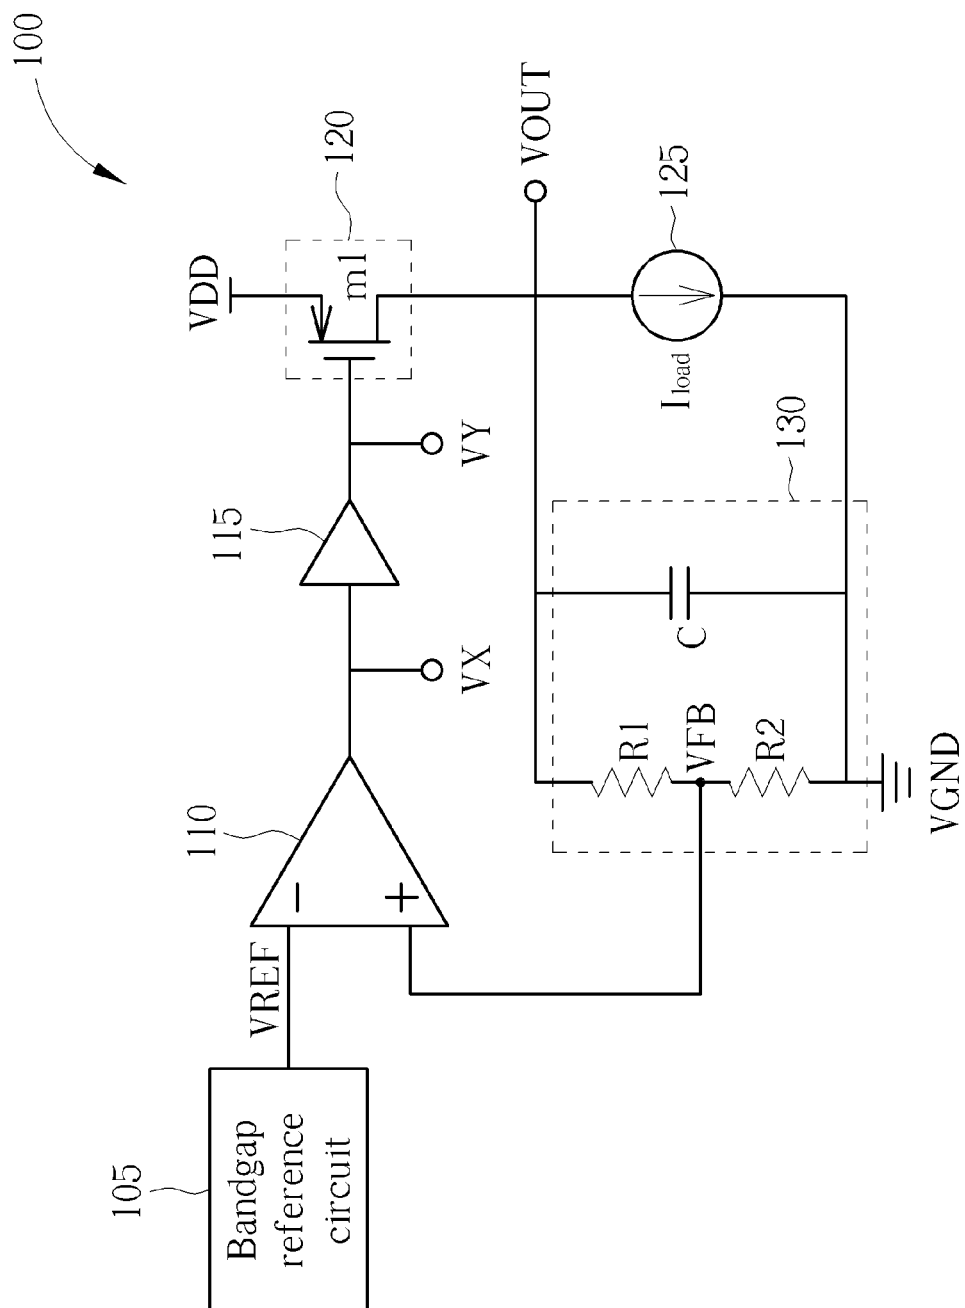 100
VDD
120
m1
VOUT
125
Iload
115
VY
130
VX
C
110
R1
VFB
R2
VREF
−
+
VGND
105
Bandgap
reference
circuit